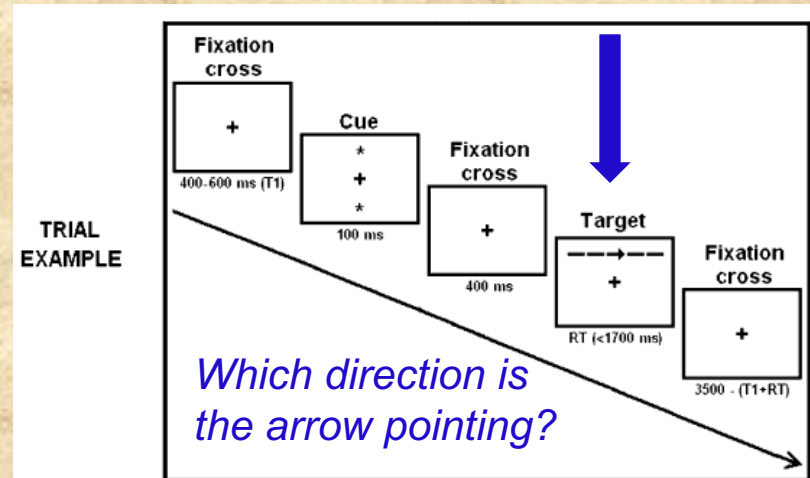 Fixation
cross
+
400-600 ms (T1)
Cue
*
+
*
100 ms
Fixation
cross
+
400 ms
Target
——→——
+
RT (<1700 ms)
Fixation
cross
+
3500 - (T1+RT)
TRIAL
EXAMPLE
Which direction is
the arrow pointing?